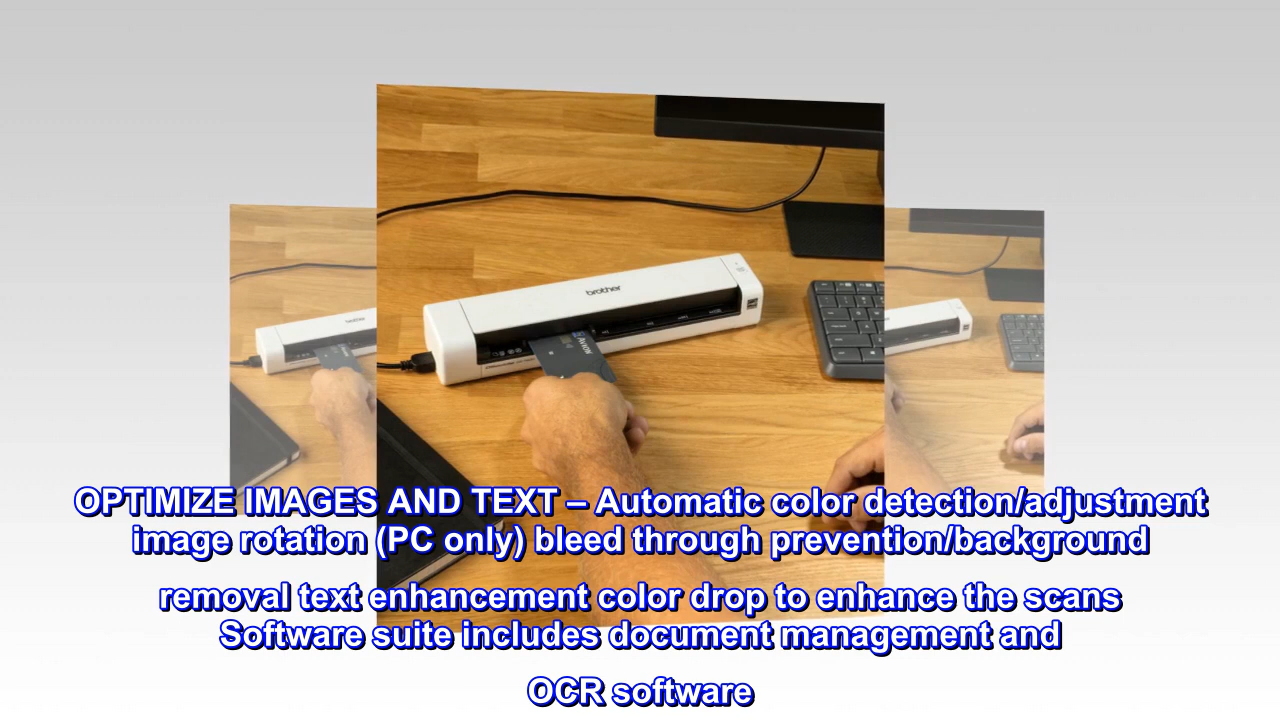 brother
OPTIMIZE IMAGES AND TEXT – Automatic color detection/adjustment
image rotation (PC only) bleed through prevention/background
removal text enhancement color drop to enhance the scans
Software suite includes document management and
OCR software